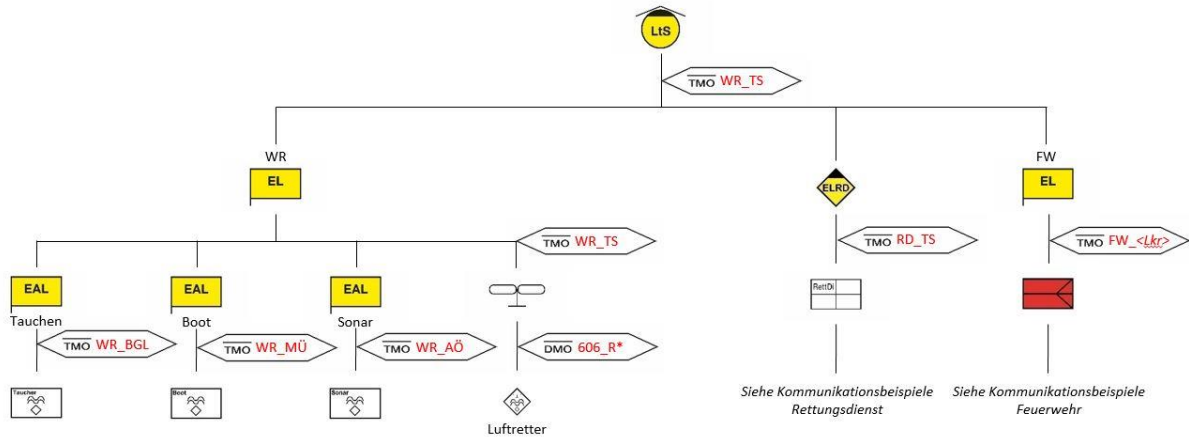 LtS
TMO WR_TS
WR
EL
ELRD
FW
EL
TMO WR_TS
TMO RD_TS
TMO FW_<Lkr>
EAL
EAL
EAL
RettDi
Tauchen
Boot
Sonar
TMO WR_BGL
TMO WR_MÜ
TMO WR_AÖ
DMO 606_R*
Taucher
Boot
Sonar
Luftretter
Siehe Kommunikationsbeispiele
Rettungsdienst
Siehe Kommunikationsbeispiele
Feuerwehr